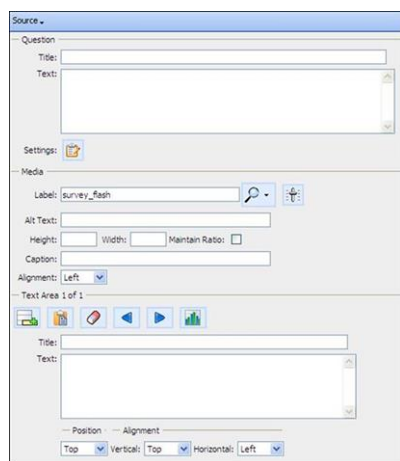 Source
Question
Title:
Text:
Settings:
Media
Label: survey_flash
Alt Text:
Height: Width: Maintain Ratio:
Caption:
Alignment: Left
Text Area 1 of 1
Title:
Text:
Position Alignment
Top Vertical: Top Horizontal: Left